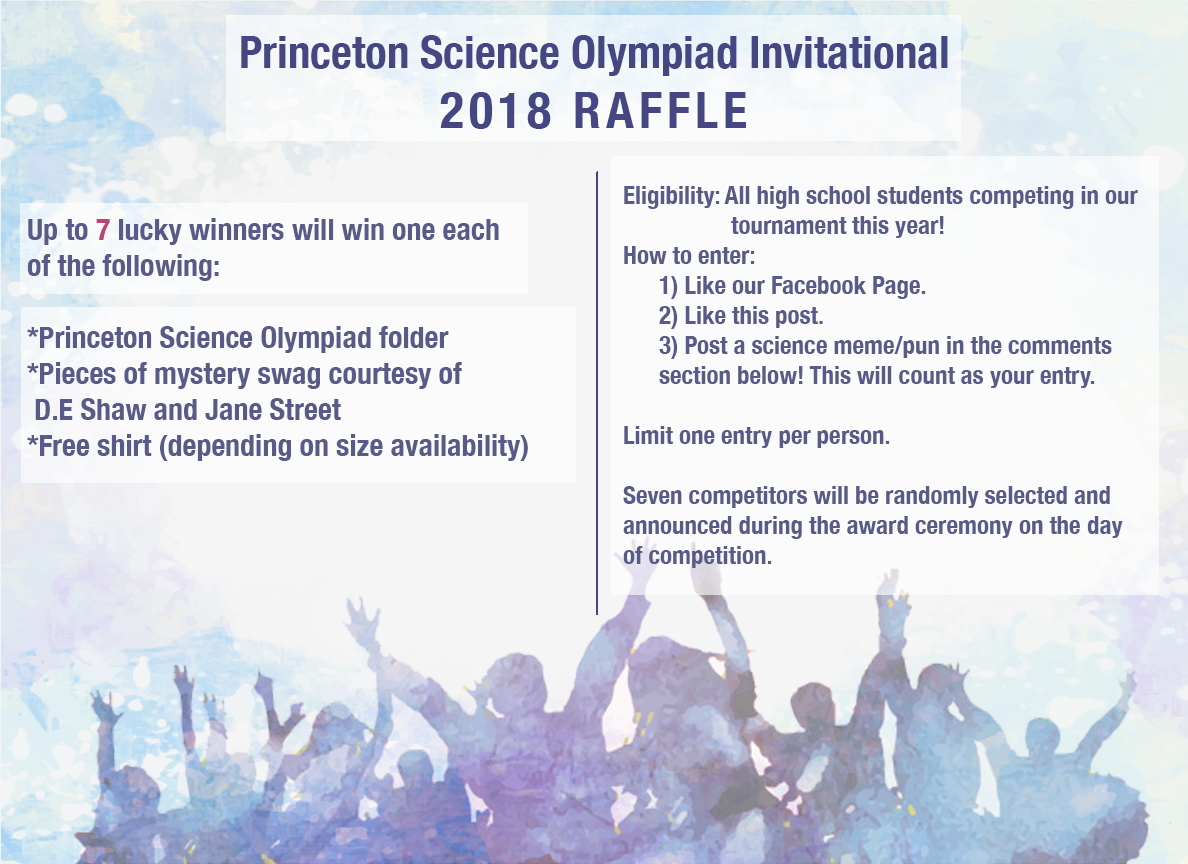 Princeton Science Olympiad Invitational
2018 RAFFLE
Up to 7 lucky winners will win one each
of the following:
*Princeton Science Olympiad folder
*Pieces of mystery swag courtesy of
D.E Shaw and Jane Street
*Free shirt (depending on size availability)
Eligibility: All high school students competing in our
tournament this year!
How to enter:
1) Like our Facebook Page.
2) Like this post.
3) Post a science meme/pun in the comments
section below! This will count as your entry.
Limit one entry per person.
Seven competitors will be randomly selected and
announced during the award ceremony on the day
of competition.